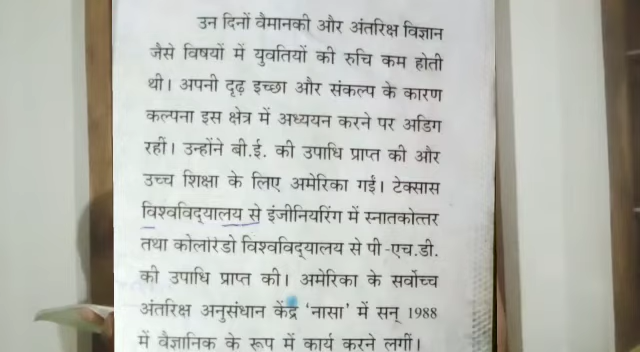 उन दिनों वैमानकी और अंतरिक्ष विज्ञान
जैसे विषयों में युवतियों की रुचि कम होती
थी। अपनी दृढ़ इच्छा और संकल्प के कारण
कल्पना इस क्षेत्र में अध्ययन करने पर अडिग
रहीं। उन्होंने बी.ई. की उपाधि प्राप्त की और
उच्च शिक्षा के लिए अमेरिका गईं। टेक्सास
विश्वविद्यालय से इंजीनियरिंग में स्नातकोत्तर
तथा कोलोरेडो विश्वविद्यालय से पी -एच.डी.
की उपाधि प्राप्त की। अमेरिका के सर्वोच्च
अंतरिक्ष अनुसंधान केंद्र 'नासा' में सन् 1988
में वैज्ञानिक के रूप में कार्य करने लगीं।